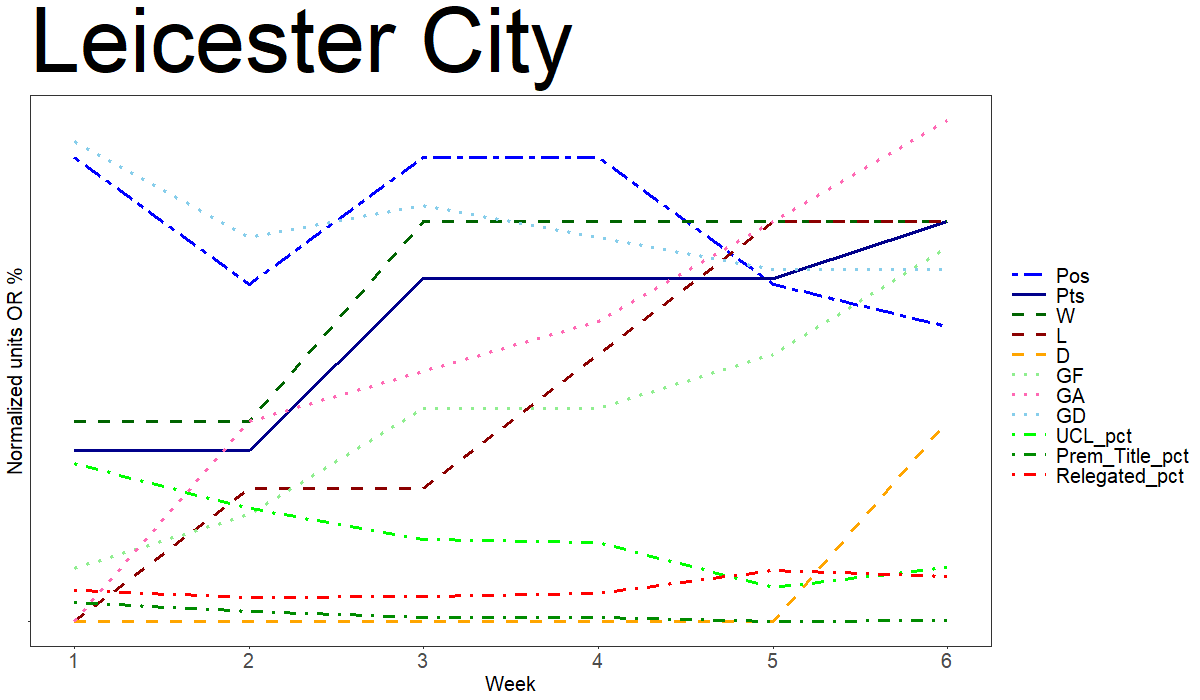 Leicester City
Normalized units OR %
1 2 3 4 5 6
Week
Pos
Pts
W
L
D
GF
GA
GD
UCL_pct
Prem_Title_pct
Relegated_pct